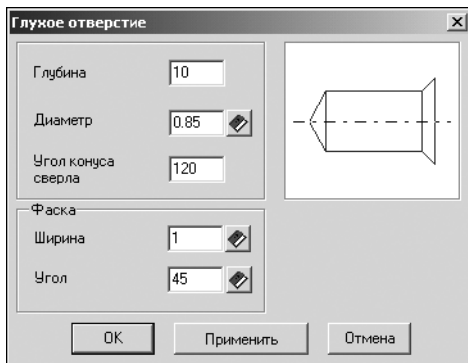 Глухое отверстие
Глубина 10
Диаметр 0.85
Угол конуса
сверла 120
Фаска
Ширина 1
Угол 45
OK Применить Отмена